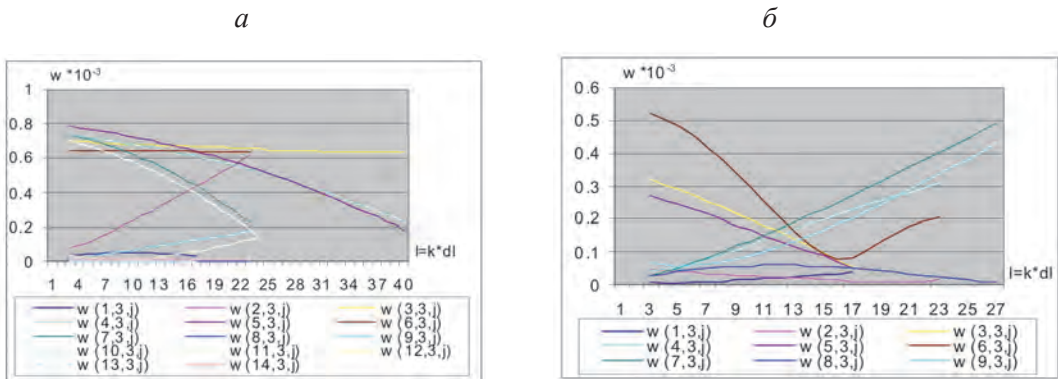 а
w *10⁻³
1
0.8
0.6
0.4
0.2
0
l=k*dl
1 4 7 10 13 16 19 22 25 28 31 34 37 40
w (1,3,j) w (2,3,j) w (3,3,j)
w (4,3,j) w (5,3,j) w (6,3,j)
w (7,3,j) w (8,3,j) w (9,3,j)
w (10,3,j) w (11,3,j) w (12,3,j)
w (13,3,j) w (14,3,j)
б
w *10⁻³
0.6
0.5
0.4
0.3
0.2
0.1
0
l=k*dl
1 3 5 7 9 11 13 15 17 19 21 23 25 27
w (1,3,j) w (2,3,j) w (3,3,j)
w (4,3,j) w (5,3,j) w (6,3,j)
w (7,3,j) w (8,3,j) w (9,3,j)